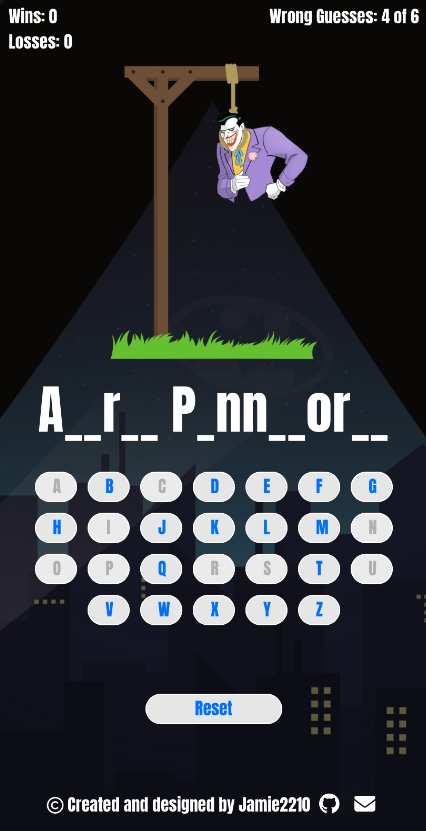 Wins: 0
Wrong Guesses: 4 of 6
Losses: 0
A__r__ P_nn__or__
A B C D E F G
H I J K L M N
O P Q R S T U
V W X Y Z
Reset
© Created and designed by Jamie2210